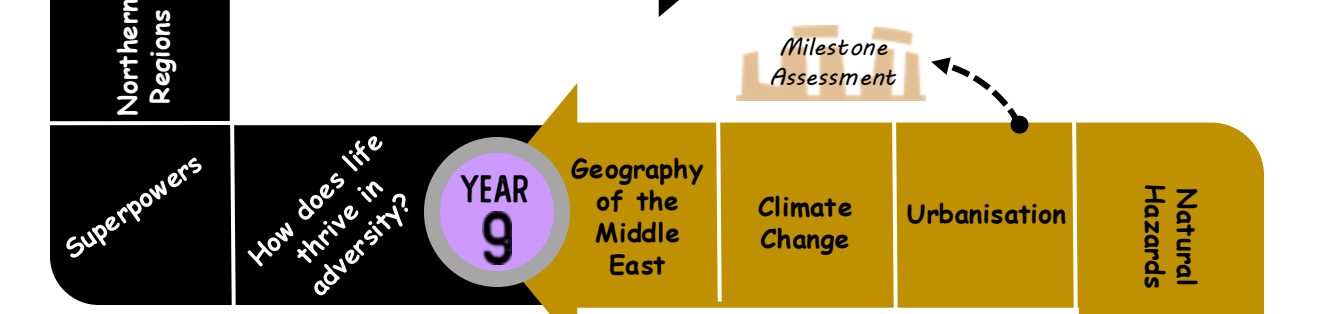 Northern
Regions
Milestone
Assessment
Superpowers
How does life
thrive in
adversity?
YEAR
9
Geography
of the
Middle
East
Climate
Change
Urbanisation
Natural
Hazards